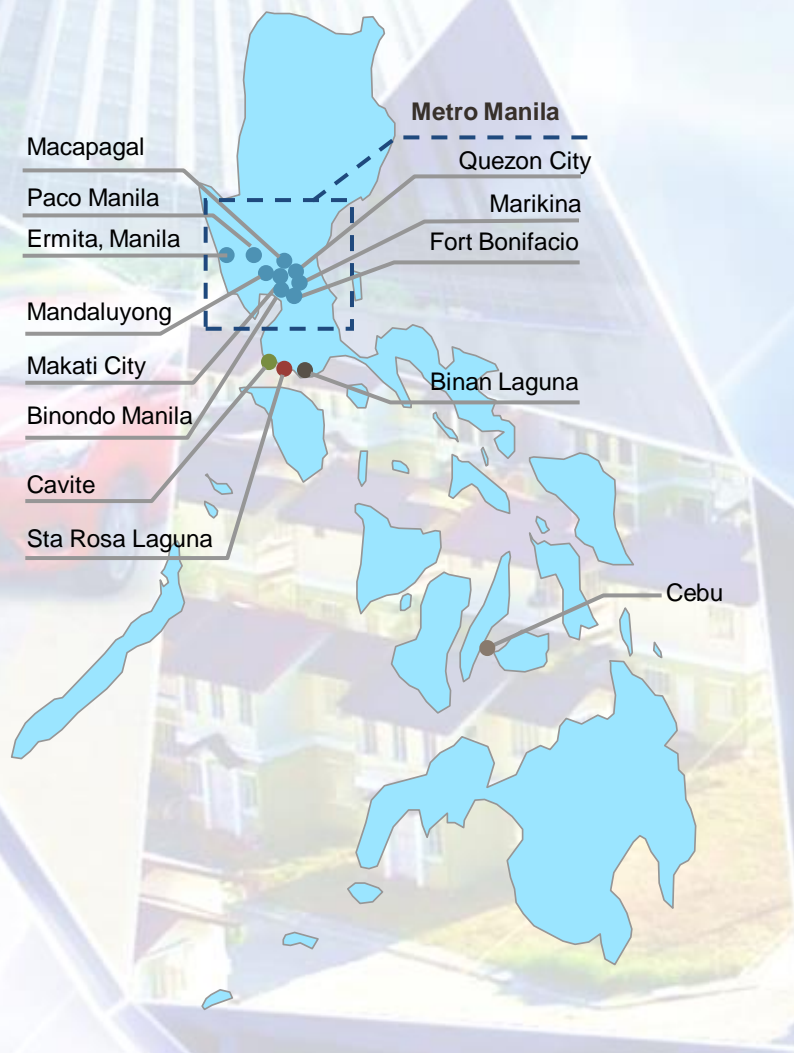 Metro Manila
Macapagal
Quezon City
Paco Manila
Marikina
Ermita, Manila
Fort Bonifacio
Mandaluyong
Makati City
Binan Laguna
Binondo Manila
Cavite
Sta Rosa Laguna
Cebu